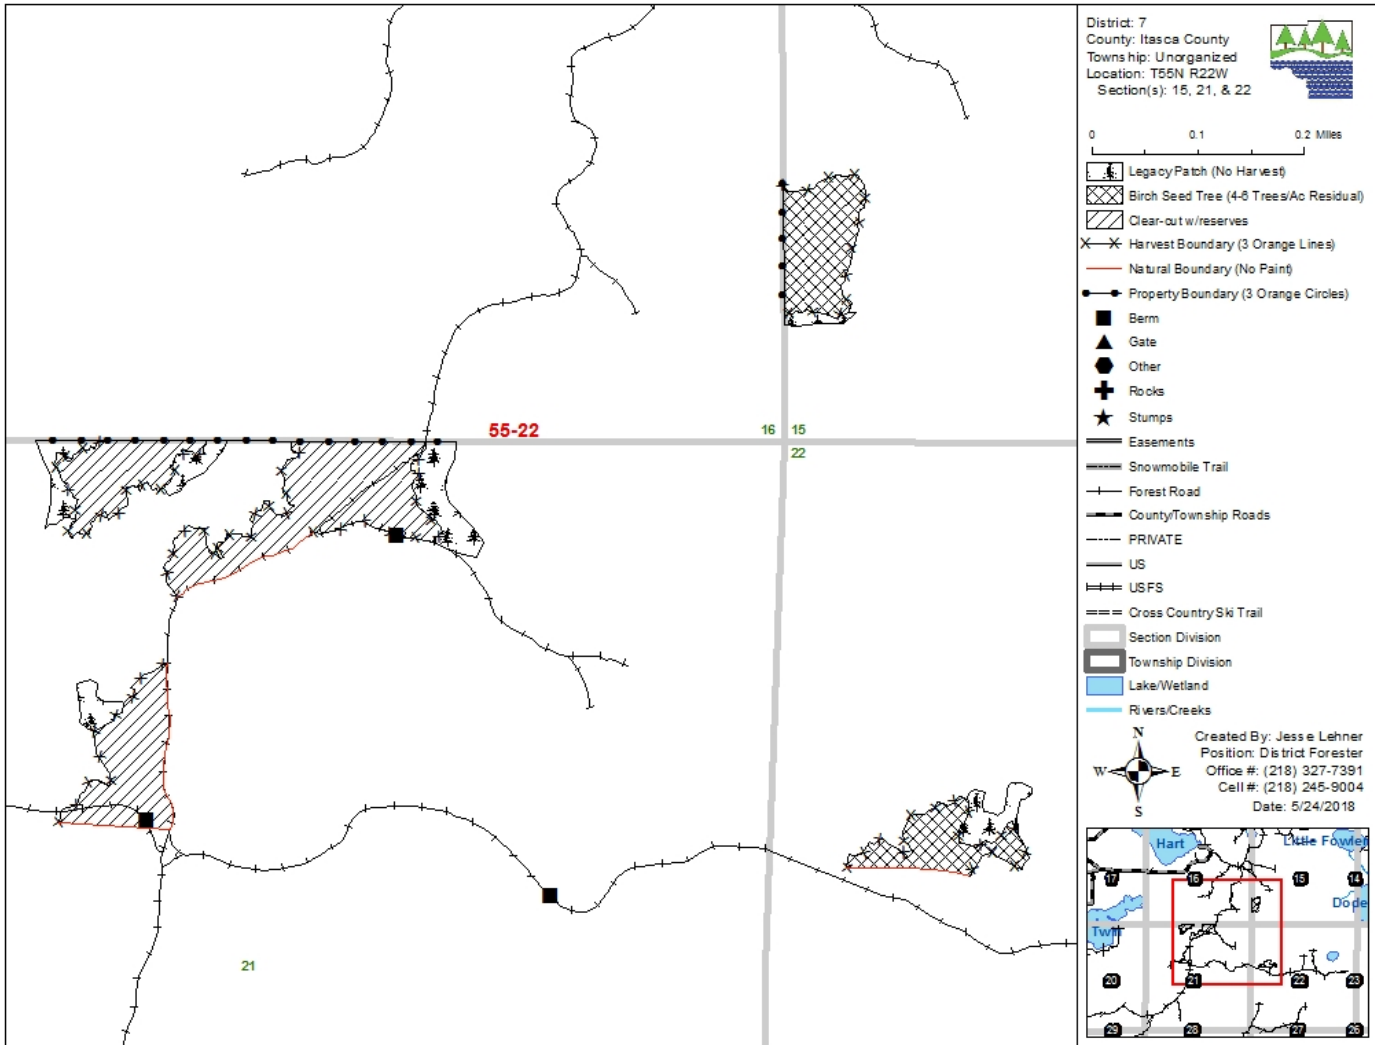 District: 7
County: Itasca County
Township: Unorganized
Location: T55N R22W
Section(s): 15, 21, & 22
0 0.1 0.2 Miles
Legacy Patch (No Harvest)
Birch Seed Tree (4-6 Trees/Ac Residual)
Clear-cut w/reserves
Harvest Boundary (3 Orange Lines)
Natural Boundary (No Paint)
Property Boundary (3 Orange Circles)
Berm
Gate
Other
Rocks
Stumps
Easements
Snowmobile Trail
Forest Road
County/Township Roads
PRIVATE
US
USFS
Cross Country Ski Trail
Section Division
Township Division
Lake/Wetland
Rivers/Creeks
N
W E
S
Created By: Jesse Lehner
Position: District Forester
Office #: (218) 327-7391
Cell #: (218) 245-9004
Date: 5/24/2018
55-22
16 15
22
21
Hart Little Fowler
17 16 15 14
Dode
Twin
20 21 22 23
29 28 27 26